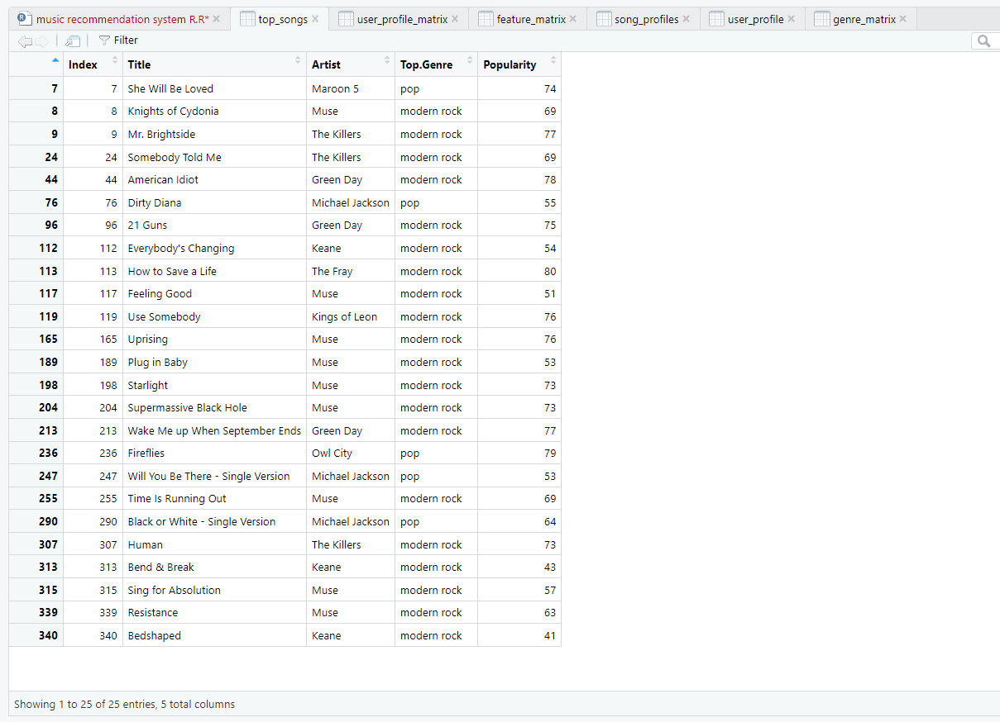 music recommendation system R.R* top_songs user_profile_matrix feature_matrix song_profiles user_profile genre_matrix
Filter
Index Title Artist Top.Genre Popularity
7 7 She Will Be Loved Maroon 5 pop 74
8 8 Knights of Cydonia Muse modern rock 69
9 9 Mr. Brightside The Killers modern rock 77
24 24 Somebody Told Me The Killers modern rock 69
44 44 American Idiot Green Day modern rock 78
76 76 Dirty Diana Michael Jackson pop 55
96 96 21 Guns Green Day modern rock 75
112 112 Everybody's Changing Keane modern rock 54
113 113 How to Save a Life The Fray modern rock 80
117 117 Feeling Good Muse modern rock 51
119 119 Use Somebody Kings of Leon modern rock 76
165 165 Uprising Muse modern rock 76
189 189 Plug in Baby Muse modern rock 53
198 198 Starlight Muse modern rock 73
204 204 Supermassive Black Hole Muse modern rock 73
213 213 Wake Me up When September Ends Green Day modern rock 77
236 236 Fireflies Owl City pop 79
247 247 Will You Be There - Single Version Michael Jackson pop 53
255 255 Time Is Running Out Muse modern rock 69
290 290 Black or White - Single Version Michael Jackson pop 64
307 307 Human The Killers modern rock 73
313 313 Bend & Break Keane modern rock 43
315 315 Sing for Absolution Muse modern rock 57
339 339 Resistance Muse modern rock 63
340 340 Bedshaped Keane modern rock 41
Showing 1 to 25 of 25 entries, 5 total columns